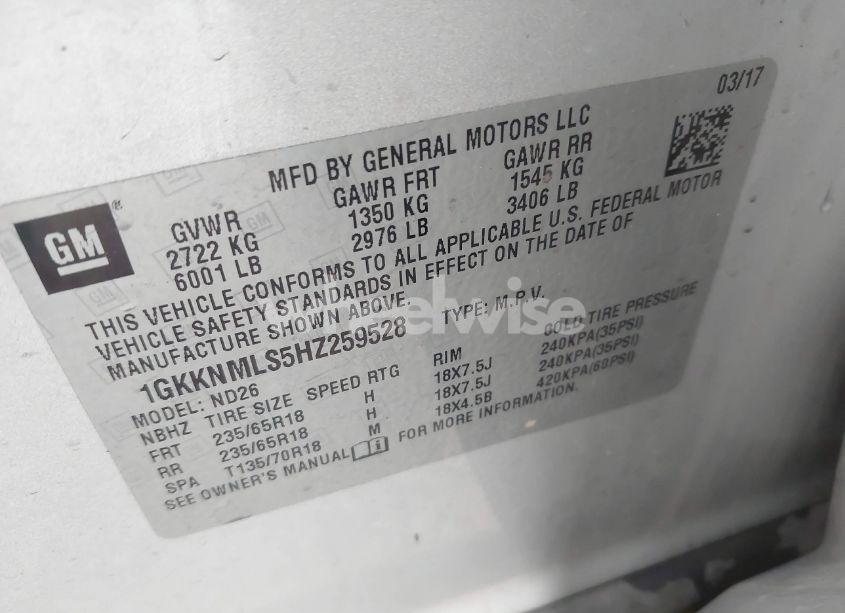 03/17
MFD BY GENERAL MOTORS LLC
GM®
GVWR GAWR FRT GAWR RR
2722 KG 1350 KG 1545 KG
6001 LB 2976 LB 3406 LB
THIS VEHICLE CONFORMS TO ALL APPLICABLE U.S. FEDERAL MOTOR
VEHICLE SAFETY STANDARDS IN EFFECT ON THE DATE OF
MANUFACTURE SHOWN ABOVE.
1GKKNMLS5HZ259528 TYPE: M.P.V.
MODEL: ND26
NBHZ TIRE SIZE SPEED RTG RIM COLD TIRE PRESSURE
FRT 235/65R18 H 18X7.5J 240KPA(35PSI)
RR 235/65R18 H 18X7.5J 240KPA(35PSI)
SPA T135/70R18 M 18X4.5B 420KPA(60PSI)
SEE OWNER'S MANUAL FOR MORE INFORMATION.
wheelwise